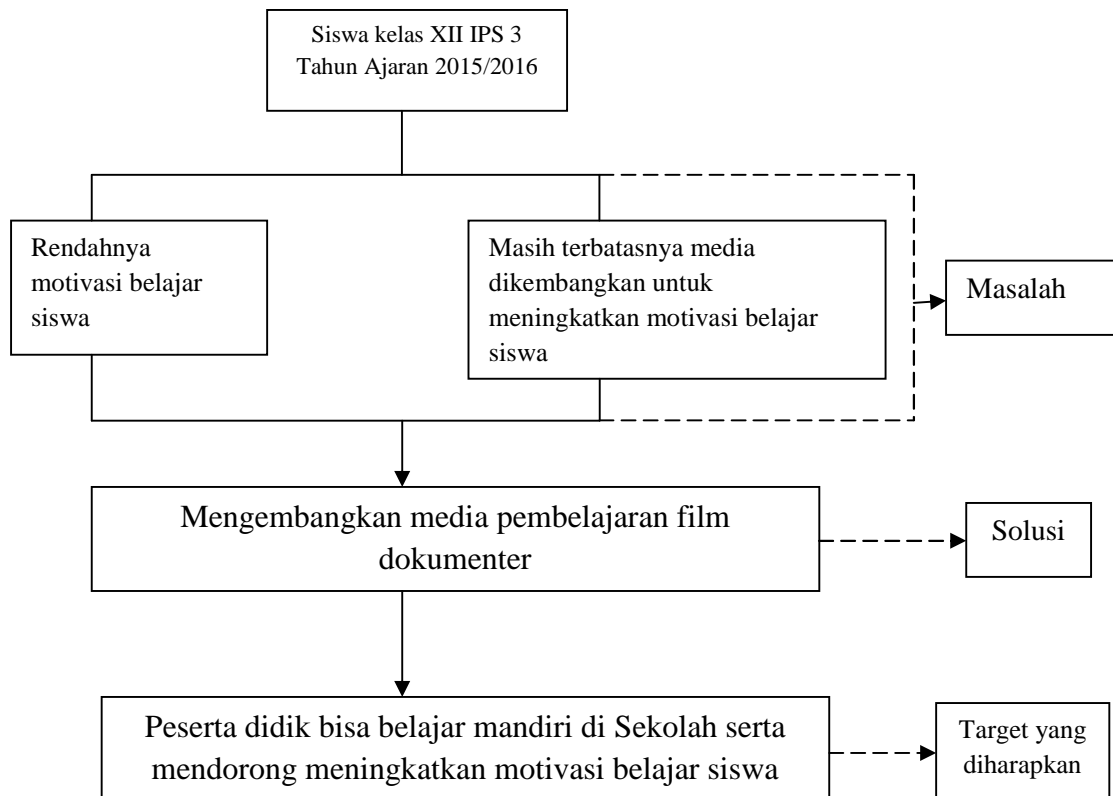 Siswa kelas XII IPS 3
Tahun Ajaran 2015/2016
Rendahnya
motivasi belajar
siswa
Masih terbatasnya media
dikembangkan untuk
meningkatkan motivasi belajar
siswa
Masalah
Mengembangkan media pembelajaran film
dokumenter
Solusi
Peserta didik bisa belajar mandiri di Sekolah serta
mendorong meningkatkan motivasi belajar siswa
Target yang
diharapkan